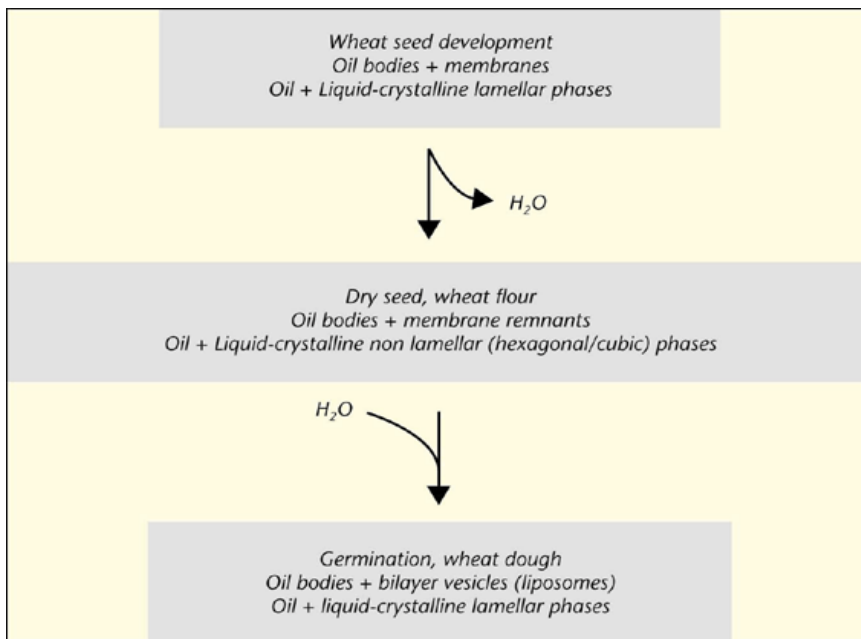 Wheat seed development
Oil bodies + membranes
Oil + Liquid-crystalline lamellar phases
H₂O
Dry seed, wheat flour
Oil bodies + membrane remnants
Oil + Liquid-crystalline non lamellar (hexagonal/cubic) phases
H₂O
Germination, wheat dough
Oil bodies + bilayer vesicles (liposomes)
Oil + liquid-crystalline lamellar phases